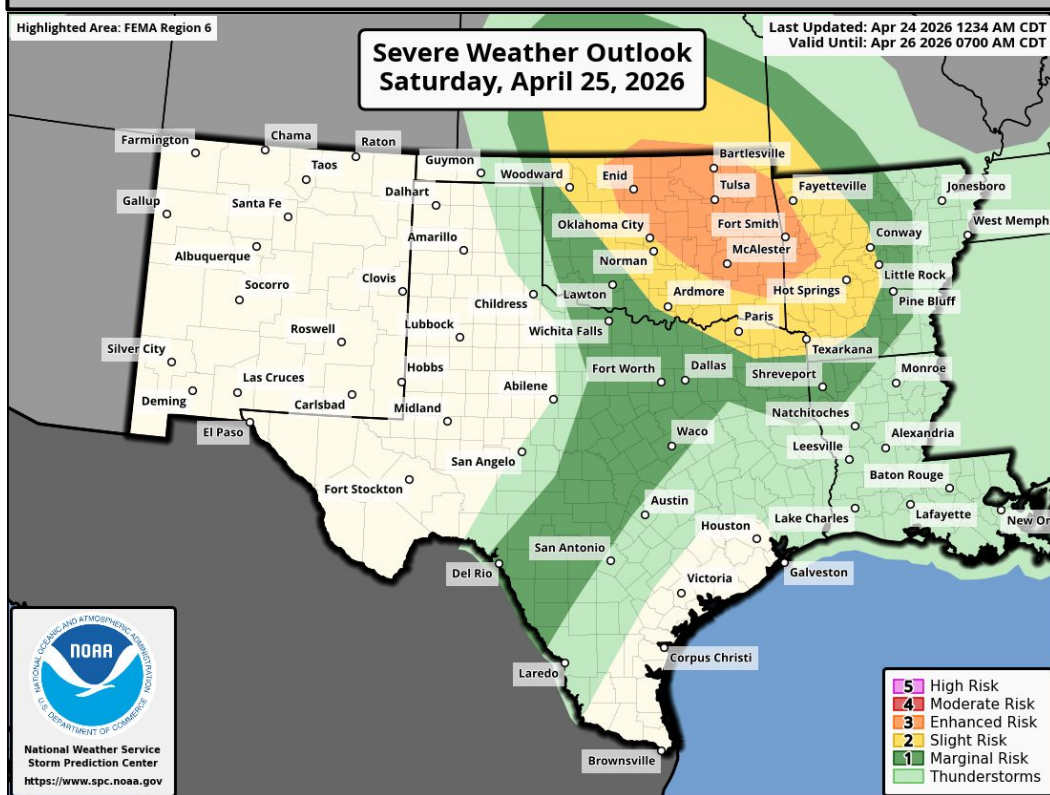 Highlighted Area: FEMA Region 6
Last Updated: Apr 24 2026 1234 AM CDT
Valid Until: Apr 26 2026 0700 AM CDT
Severe Weather Outlook
Saturday, April 25, 2026
Farmington
Chama
Raton
Taos
Guymon
Woodward
Enid
Bartlesville
Tulsa
Fayetteville
Jonesboro
Gallup
Santa Fe
Dalhart
Oklahoma City
Fort Smith
West Memph
Albuquerque
Amarillo
Norman
McAlester
Conway
Socorro
Clovis
Childress
Lawton
Ardmore
Hot Springs
Little Rock
Pine Bluff
Roswell
Lubbock
Wichita Falls
Paris
Texarkana
Silver City
Las Cruces
Hobbs
Abilene
Fort Worth
Dallas
Shreveport
Monroe
Deming
Carlsbad
Midland
Natchitoches
El Paso
Waco
Alexandria
San Angelo
Leesville
Fort Stockton
Baton Rouge
Austin
Houston
Lake Charles
Lafayette
New Or
San Antonio
Del Rio
Victoria
Galveston
Laredo
Corpus Christi
Brownsville
NATIONAL OCEANIC AND ATMOSPHERIC ADMINISTRATION
NOAA
U.S. DEPARTMENT OF COMMERCE
National Weather Service
Storm Prediction Center
https://www.spc.noaa.gov
5 High Risk
4 Moderate Risk
3 Enhanced Risk
2 Slight Risk
1 Marginal Risk
Thunderstorms